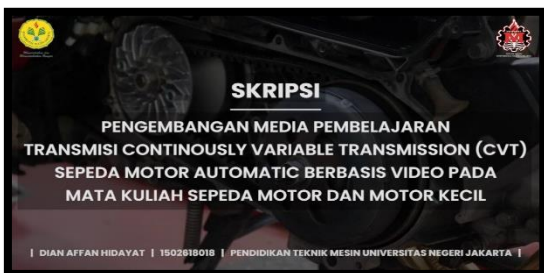 SKRIPSI
PENGEMBANGAN MEDIA PEMBELAJARAN
TRANSMISI CONTINOUSLY VARIABLE TRANSMISSION (CVT)
SEPEDA MOTOR AUTOMATIC BERBASIS VIDEO PADA
MATA KULIAH SEPEDA MOTOR DAN MOTOR KECIL
| DIAN AFFAN HIDAYAT | 1502618018 | PENDIDIKAN TEKNIK MESIN UNIVERSITAS NEGERI JAKARTA |